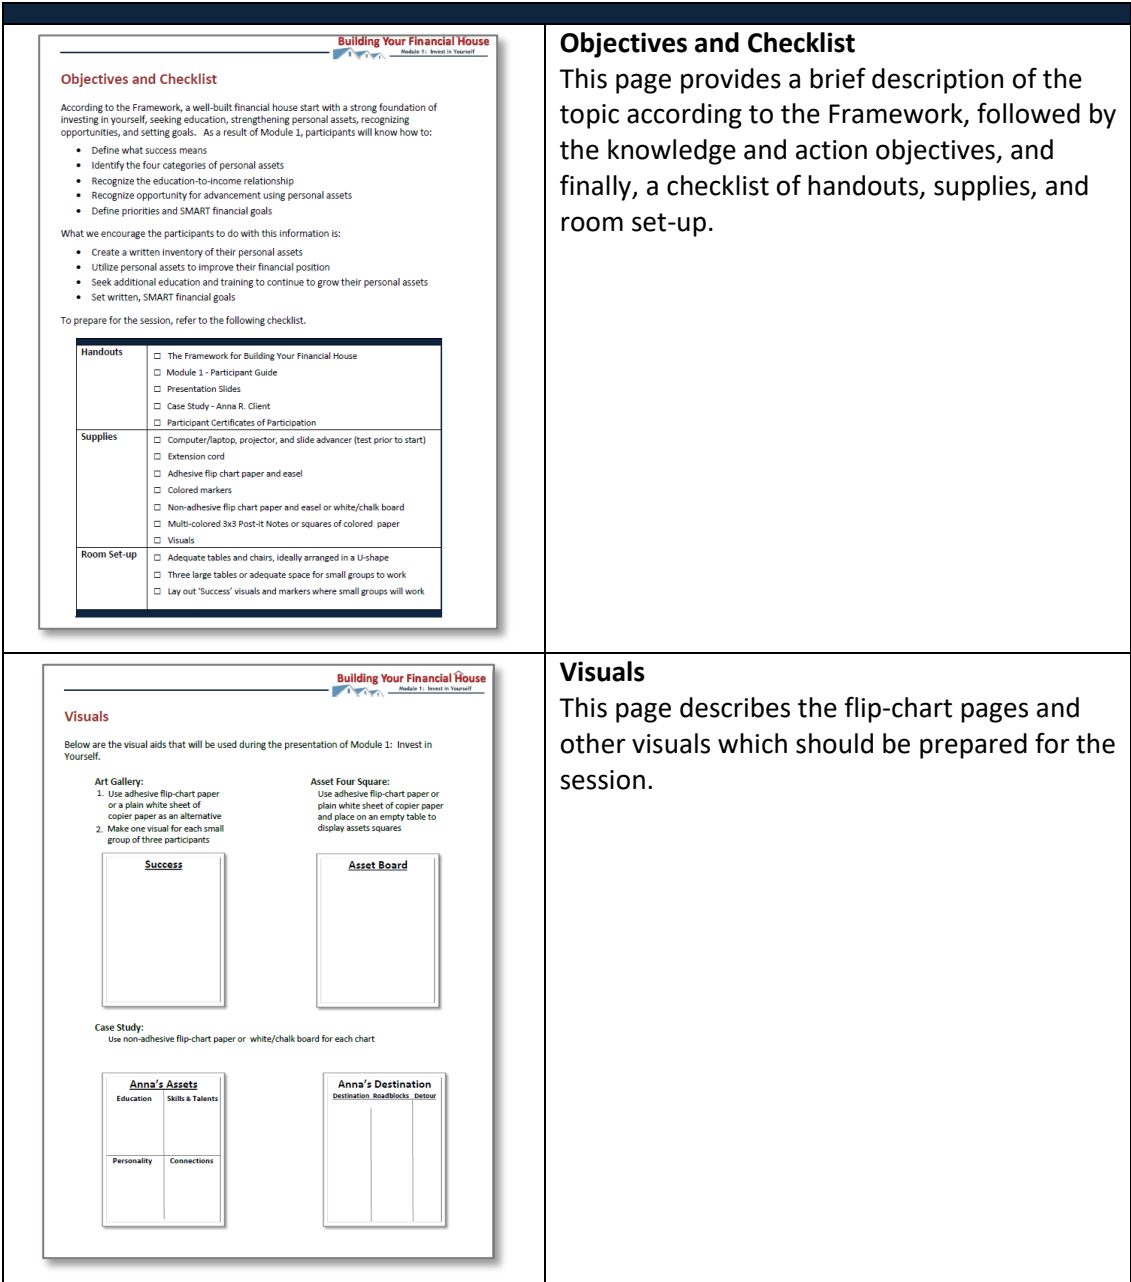 Building Your Financial House
Module 1: Invest in Yourself
Objectives and Checklist
According to the Framework, a well-built financial house start with a strong foundation of
investing in yourself, seeking education, strengthening personal assets, recognizing
opportunities, and setting goals. As a result of Module 1, participants will know how to:
• Define what success means
• Identify the four categories of personal assets
• Recognize the education-to-income relationship
• Recognize opportunity for advancement using personal assets
• Define priorities and SMART financial goals
What we encourage the participants to do with this information is:
• Create a written inventory of their personal assets
• Utilize personal assets to improve their financial position
• Seek additional education and training to continue to grow their personal assets
• Set written, SMART financial goals
To prepare for the session, refer to the following checklist.
Handouts
☐ The Framework for Building Your Financial House
☐ Module 1 - Participant Guide
☐ Presentation Slides
☐ Case Study - Anna R. Client
☐ Participant Certificates of Participation
Supplies
☐ Computer/laptop, projector, and slide advancer (test prior to start)
☐ Extension cord
☐ Adhesive flip chart paper and easel
☐ Colored markers
☐ Non-adhesive flip chart paper and easel or white/chalk board
☐ Multi-colored 3x3 Post-it Notes or squares of colored paper
☐ Visuals
Room Set-up
☐ Adequate tables and chairs, ideally arranged in a U-shape
☐ Three large tables or adequate space for small groups to work
☐ Lay out ‘Success’ visuals and markers where small groups will work
Objectives and Checklist
This page provides a brief description of the
topic according to the Framework, followed by
the knowledge and action objectives, and
finally, a checklist of handouts, supplies, and
room set-up.
Building Your Financial House
Module 1: Invest in Yourself
Visuals
Below are the visual aids that will be used during the presentation of Module 1: Invest in
Yourself.
Art Gallery:
1. Use adhesive flip-chart paper
or a plain white sheet of
copier paper as an alternative
2. Make one visual for each small
group of three participants
Asset Four Square:
Use adhesive flip-chart paper or
plain white sheet of copier paper
and place on an empty table to
display assets squares
Success
Asset Board
Case Study:
Use non-adhesive flip-chart paper or white/chalk board for each chart
Anna's Assets
Education Skills & Talents
Personality Connections
Anna's Destination
Destination Roadblocks Detour
Visuals
This page describes the flip-chart pages and
other visuals which should be prepared for the
session.